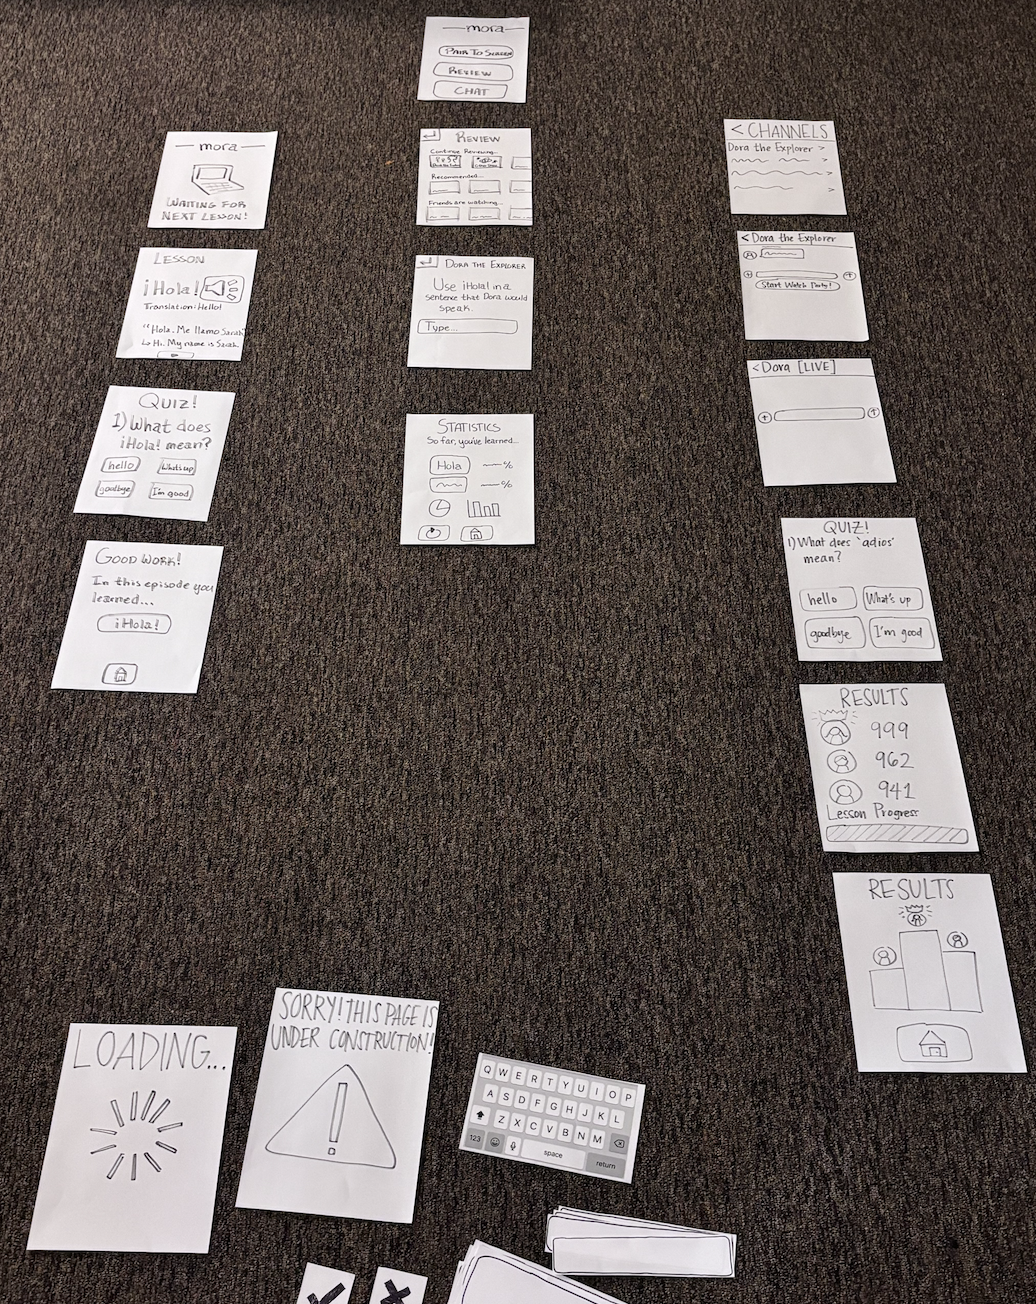 mora
PAIR TO SCREEN
REVIEW
CHAT
mora
WAITING FOR
NEXT LESSON!
LESSON
¡Hola!
Translation: Hello!
"Hola. Me llamo Sarah
↳ Hi. My name is Sarah.
QUIZ!
1) What does
¡Hola! mean?
hello
What's up
goodbye
I'm good
GOOD WORK!
In this episode you
learned...
¡Hola!
REVIEW
Continue Reviewing...
Recommended...
Friends are watching...
DORA THE EXPLORER
Use ¡Hola! in a
sentence that Dora would
speak.
Type...
STATISTICS
So far, you've learned...
Hola %
%
< CHANNELS
Dora the Explorer >
>
>
>
< Dora the Explorer
+ +
Start Watch Party!
< Dora [LIVE]
+ +
QUIZ!
1) What does 'adios'
mean?
hello
What's up
goodbye
I'm good
RESULTS
999
962
941
Lesson Progress
RESULTS
LOADING...
SORRY! THIS PAGE IS
UNDER CONSTRUCTION!
!
Q W E R T Y U I O P
A S D F G H J K L
Z X C V B N M
123 space return